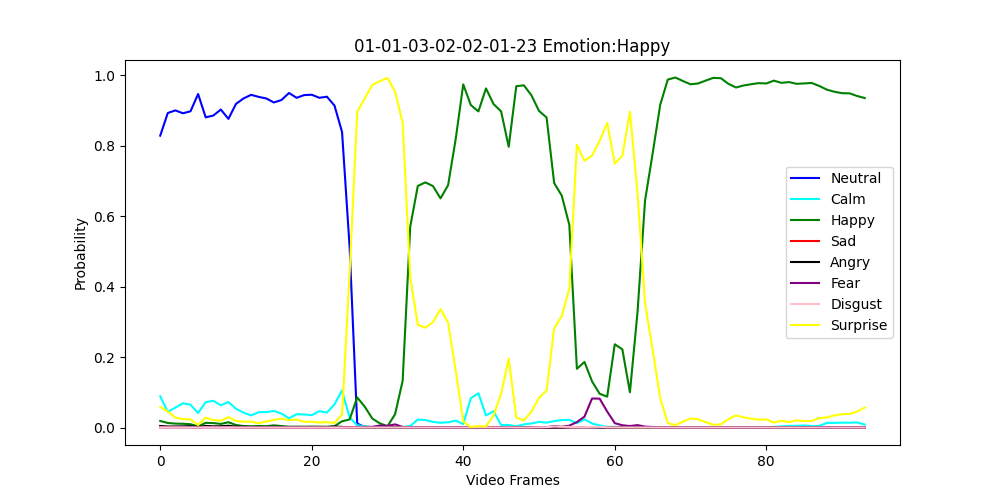 01-01-03-02-02-01-23 Emotion:Happy
Probability
1.0
0.8
0.6
0.4
0.2
0.0
0
20
40
60
80
Video Frames
Neutral
Calm
Happy
Sad
Angry
Fear
Disgust
Surprise